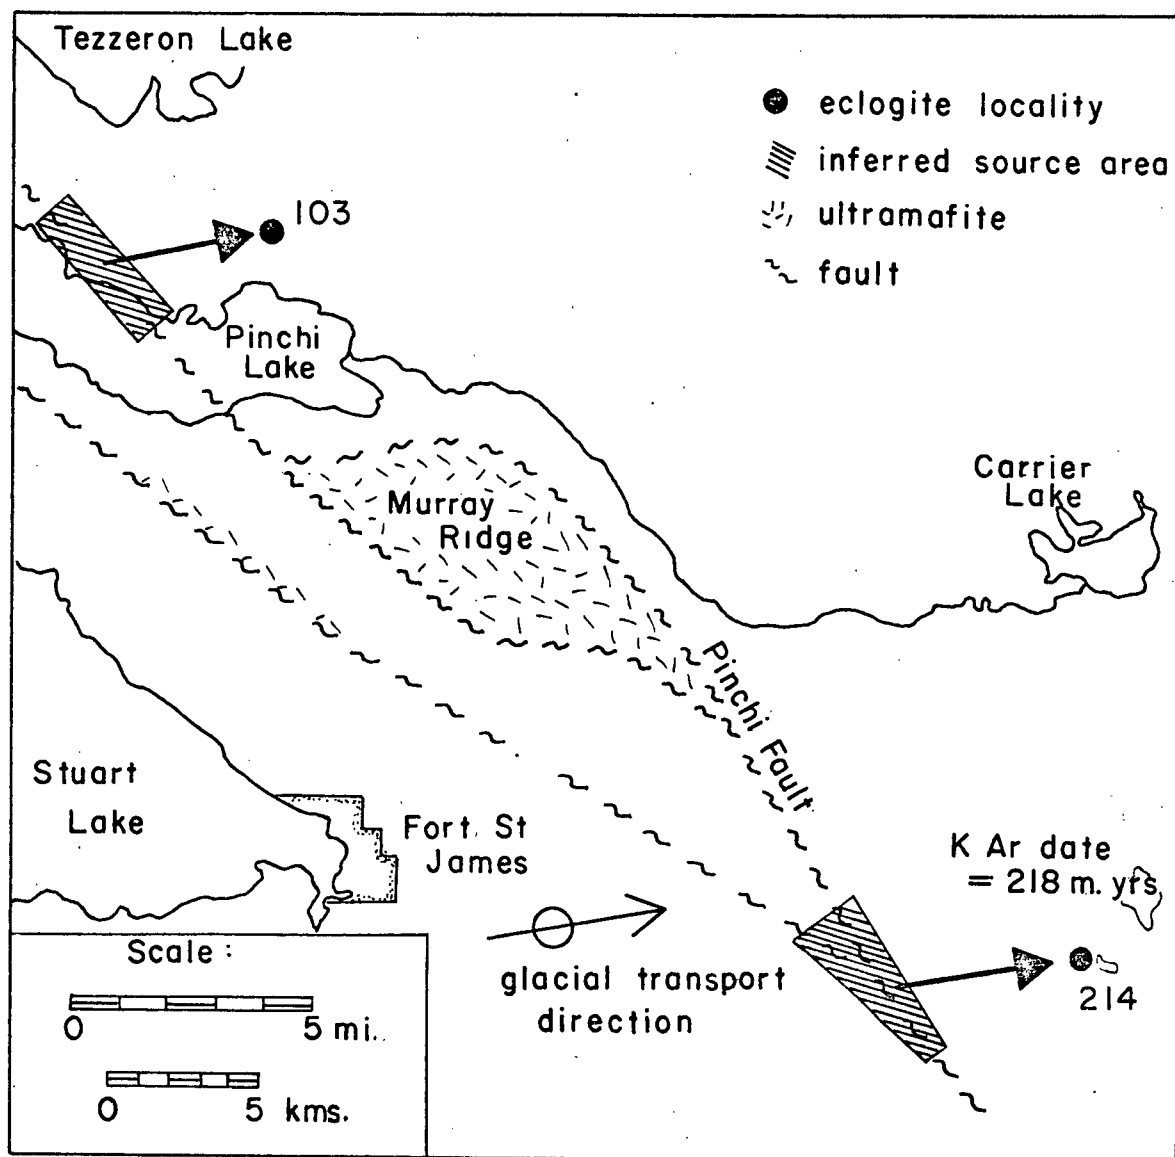 Tezzeron Lake
eclogite locality
inferred source area
ultramafite
fault
103
Pinchi
Lake
Murray
Ridge
Carrier
Lake
Pinchi Fault
Stuart
Lake
Fort. St
James
K Ar date
= 218 m. yrs
glacial transport
direction
214
Scale :
0 5 mi.
0 5 kms.